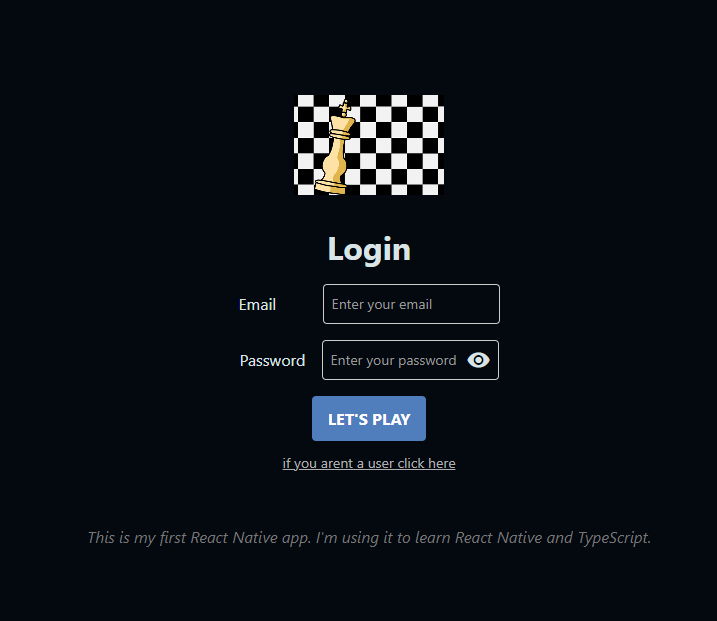 Login
Email
Enter your email
Password
Enter your password
LET'S PLAY
if you arent a user click here
This is my first React Native app. I'm using it to learn React Native and TypeScript.